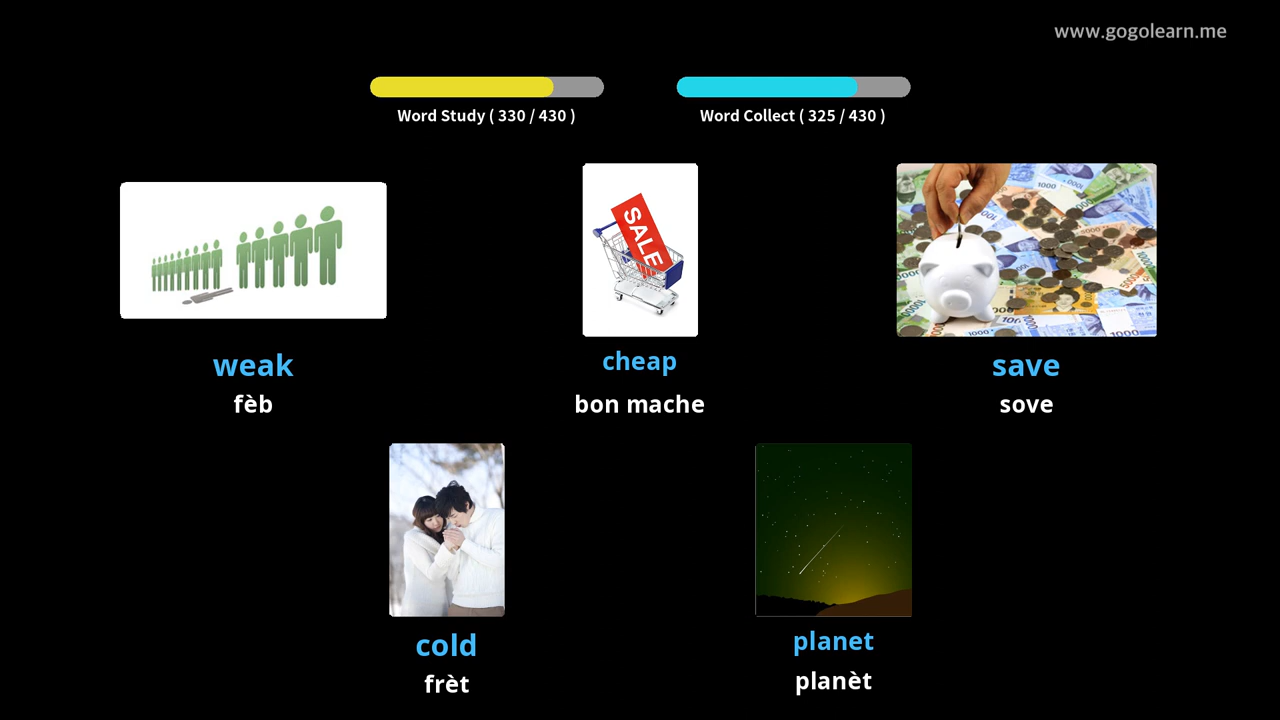 www.gogolearn.me
Word Study ( 330 / 430 )
Word Collect ( 325 / 430 )
SALE
weak
fèb
cheap
bon mache
save
sove
cold
frèt
planet
planèt